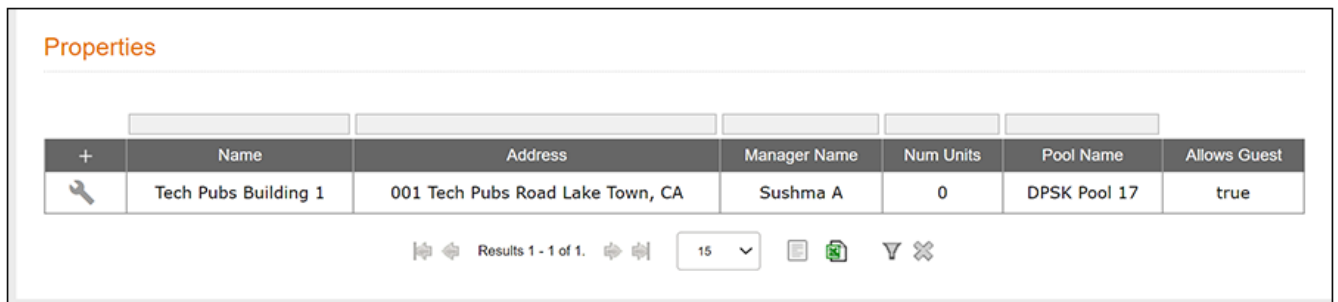 Properties
+ Name Address Manager Name Num Units Pool Name Allows Guest
Tech Pubs Building 1 001 Tech Pubs Road Lake Town, CA Sushma A 0 DPSK Pool 17 true
Results 1 - 1 of 1. 15